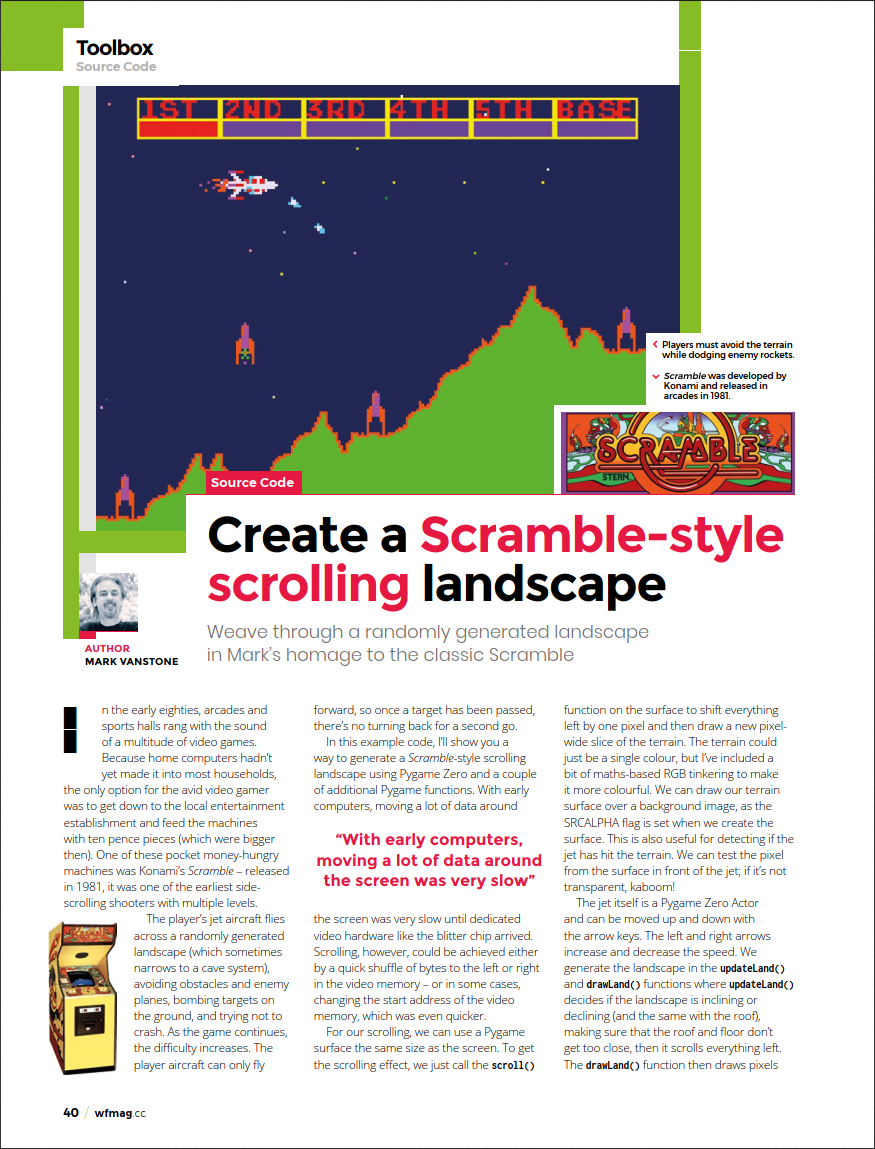 Toolbox
Source Code
1ST 2ND 3RD 4TH 5TH BASE
Players must avoid the terrain
while dodging enemy rockets.
Scramble was developed by
Konami and released in
arcades in 1981.
SCRAMBLE
STERN
Source Code
Create a Scramble-style
scrolling landscape
Weave through a randomly generated landscape
in Mark’s homage to the classic Scramble
AUTHOR
MARK VANSTONE
In the early eighties, arcades and
sports halls rang with the sound
of a multitude of video games.
Because home computers hadn’t
yet made it into most households,
the only option for the avid video gamer
was to get down to the local entertainment
establishment and feed the machines
with ten pence pieces (which were bigger
then). One of these pocket money-hungry
machines was Konami’s Scramble – released
in 1981, it was one of the earliest side-
scrolling shooters with multiple levels.
The player’s jet aircraft flies
across a randomly generated
landscape (which sometimes
narrows to a cave system),
avoiding obstacles and enemy
planes, bombing targets on
the ground, and trying not to
crash. As the game continues,
the difficulty increases. The
player aircraft can only fly
forward, so once a target has been passed,
there’s no turning back for a second go.
In this example code, I’ll show you a
way to generate a Scramble-style scrolling
landscape using Pygame Zero and a couple
of additional Pygame functions. With early
computers, moving a lot of data around
“With early computers,
moving a lot of data around
the screen was very slow”
the screen was very slow until dedicated
video hardware like the blitter chip arrived.
Scrolling, however, could be achieved either
by a quick shuffle of bytes to the left or right
in the video memory – or in some cases,
changing the start address of the video
memory, which was even quicker.
For our scrolling, we can use a Pygame
surface the same size as the screen. To get
the scrolling effect, we just call the scroll()
function on the surface to shift everything
left by one pixel and then draw a new pixel-
wide slice of the terrain. The terrain could
just be a single colour, but I’ve included a
bit of maths-based RGB tinkering to make
it more colourful. We can draw our terrain
surface over a background image, as the
SRCALPHA flag is set when we create the
surface. This is also useful for detecting if the
jet has hit the terrain. We can test the pixel
from the surface in front of the jet; if it’s not
transparent, kaboom!
The jet itself is a Pygame Zero Actor
and can be moved up and down with
the arrow keys. The left and right arrows
increase and decrease the speed. We
generate the landscape in the updateLand()
and drawLand() functions where updateLand()
decides if the landscape is inclining or
declining (and the same with the roof),
making sure that the roof and floor don’t
get too close, then it scrolls everything left.
The drawLand() function then draws pixels
40 / wfmag.cc